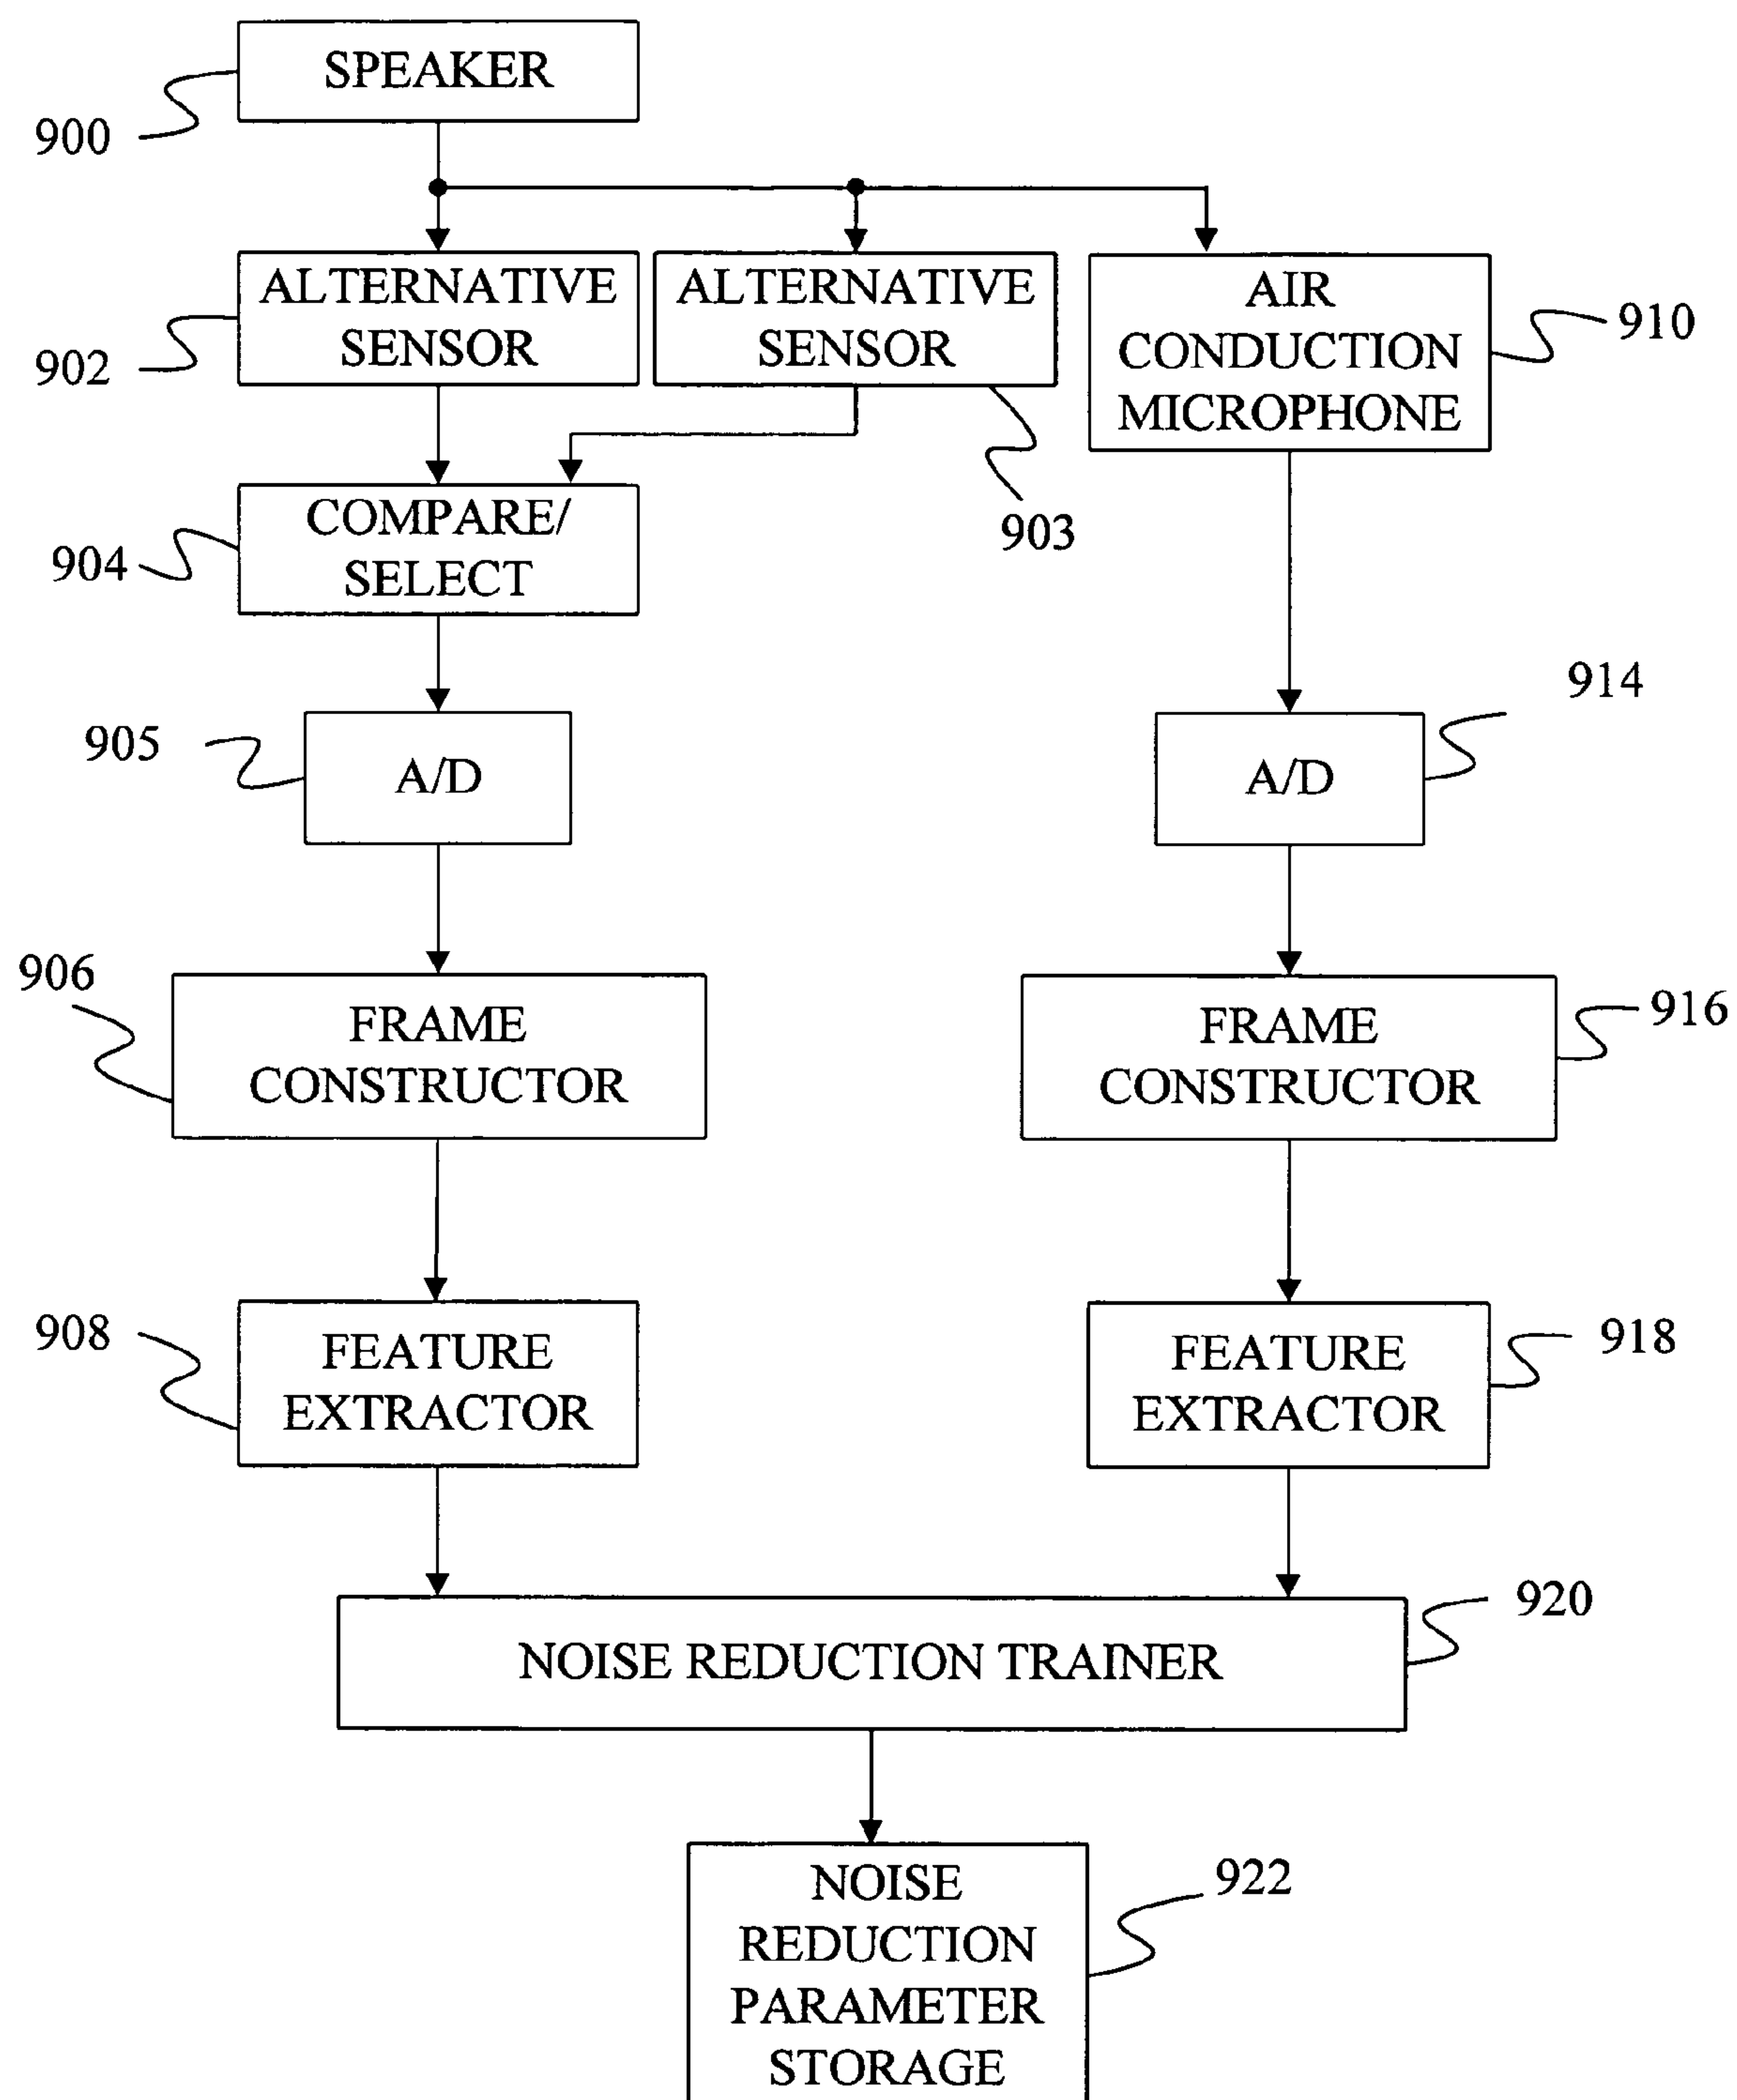 SPEAKER
900
ALTERNATIVE
SENSOR
902
ALTERNATIVE
SENSOR
903
AIR
CONDUCTION
MICROPHONE
910
COMPARE/
SELECT
904
A/D
905
A/D
914
FRAME
CONSTRUCTOR
906
FRAME
CONSTRUCTOR
916
FEATURE
EXTRACTOR
908
FEATURE
EXTRACTOR
918
NOISE REDUCTION TRAINER
920
NOISE
REDUCTION
PARAMETER
STORAGE
922